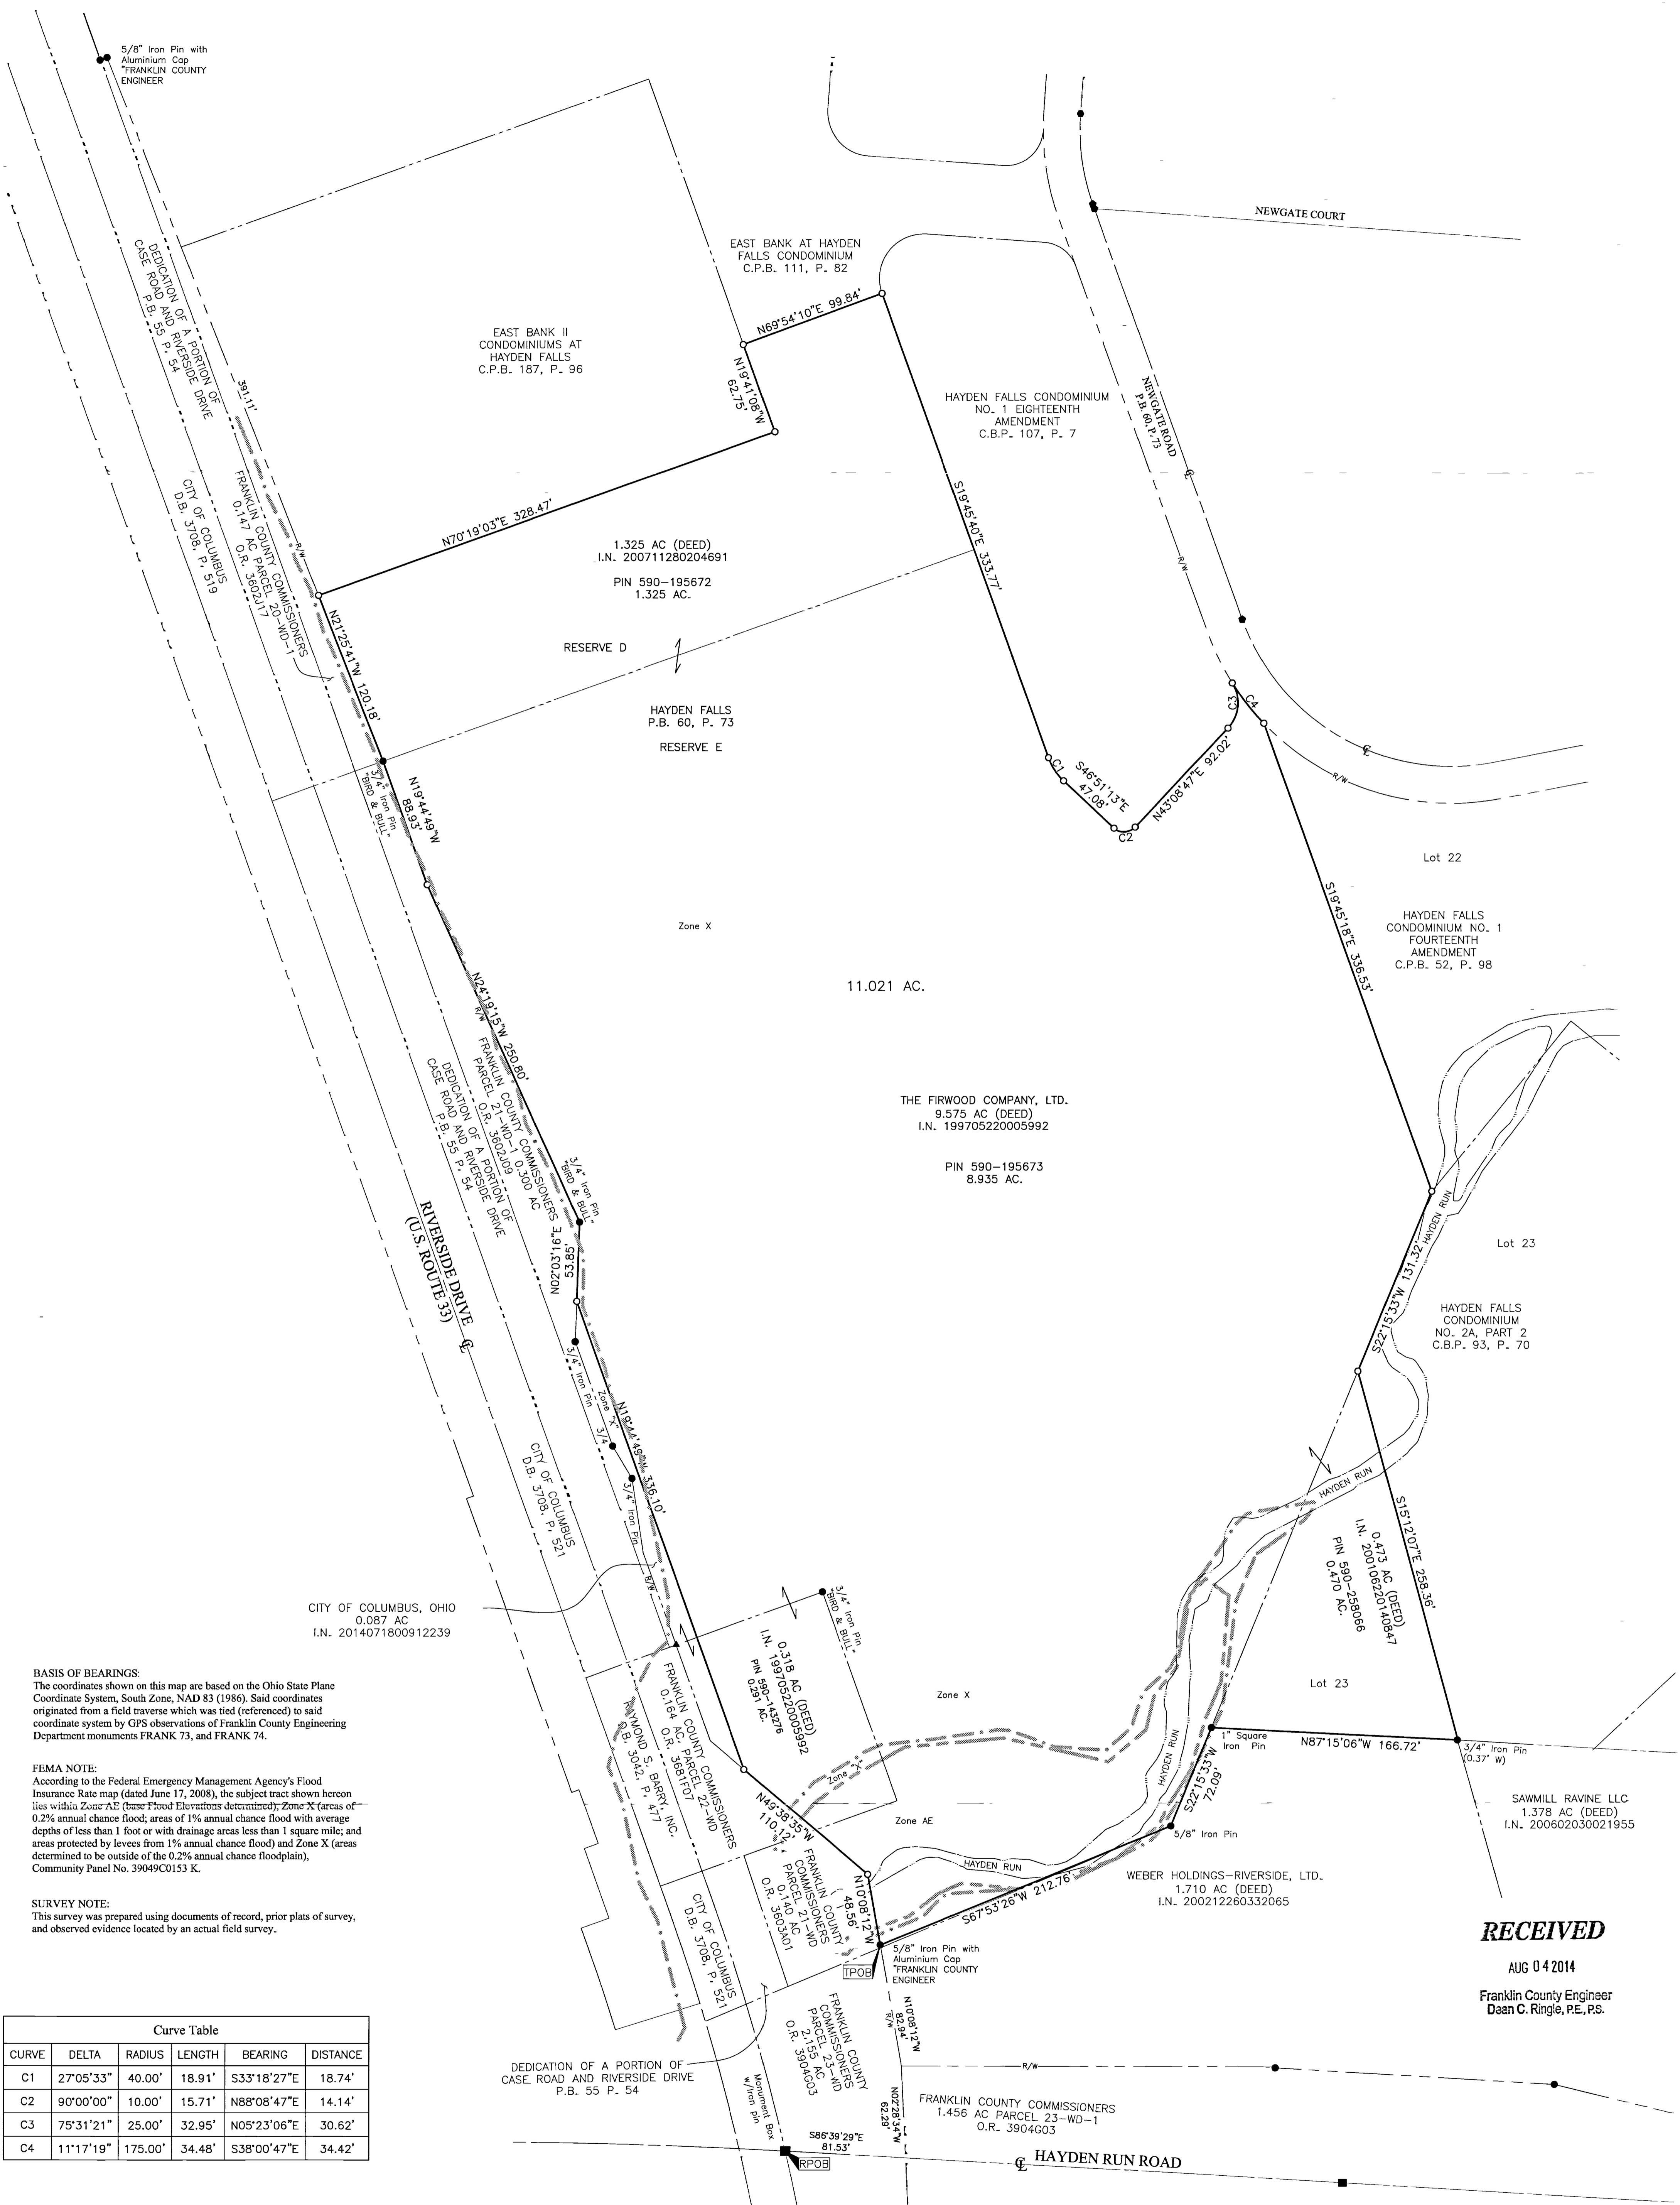 5/8" Iron Pin with
Aluminium Cap
"FRANKLIN COUNTY
ENGINEER
NEWGATE COURT
EAST BANK AT HAYDEN
FALLS CONDOMINIUM
C.P.B. 111, P. 82
DEDICATION OF A PORTION OF
CASE ROAD AND RIVERSIDE DRIVE
P.B. 55 P. 54
N69°54'10"E 99.84'
EAST BANK II
CONDOMINIUMS AT
HAYDEN FALLS
C.P.B. 187, P. 96
N19°41'08"W
62.75'
391.11'
HAYDEN FALLS CONDOMINIUM
NO. 1 EIGHTEENTH
AMENDMENT
C.B.P. 107, P. 7
NEWGATE ROAD
P.B. 60, P. 73
CITY OF COLUMBUS
D.B. 3708, P. 519
FRANKLIN COUNTY COMMISSIONERS
0.147 AC PARCEL 20-WD-1
O.R. 3602J17
R/W
N70°19'03"E 328.47'
S19°45'40"E 333.77'
R/W
1.325 AC (DEED)
I.N. 200711280204691
PIN 590-195672
1.325 AC.
N21°25'41"W 120.18'
RESERVE D
HAYDEN FALLS
P.B. 60, P. 73
RESERVE E
C3
C4
C1
S46°51'13"E
47.08'
C2
N43°08'47"E 92.02'
R/W
3/4" Iron Pin
"BIRD & BULL"
N19°44'49"W
88.93'
Lot 22
Zone X
S19°45'18"E 336.53'
HAYDEN FALLS
CONDOMINIUM NO. 1
FOURTEENTH
AMENDMENT
C.P.B. 52, P. 98
11.021 AC.
N24°19'15"W 250.80'
R/W
FRANKLIN COUNTY COMMISSIONERS
PARCEL 21-WD-1 0.300 AC
O.R. 3602J09
DEDICATION OF A PORTION OF
CASE ROAD AND RIVERSIDE DRIVE
P.B. 55 P. 54
THE FIRWOOD COMPANY, LTD.
9.575 AC (DEED)
I.N. 199705220005992
PIN 590-195673
8.935 AC.
3/4" Iron Pin
"BIRD & BULL"
RIVERSIDE DRIVE
(U.S. ROUTE 33)
N02°03'16"E
53.85'
HAYDEN RUN
Lot 23
S22°15'33"W 131.32'
HAYDEN FALLS
CONDOMINIUM
NO. 2A, PART 2
C.B.P. 93, P. 70
3/4" Iron Pin
Zone "X"
3/4
3/4" Iron Pin
N19°44'49"W 336.10'
R/W
CITY OF COLUMBUS
D.B. 3708, P. 521
HAYDEN RUN
S15°12'07"E 258.36'
0.473 AC (DEED)
I.N. 200106220140847
PIN 590-258066
0.470 AC.
CITY OF COLUMBUS, OHIO
0.087 AC
I.N. 2014071800912239
3/4" Iron Pin
"BIRD & BULL"
0.318 AC (DEED)
I.N. 199705220005992
PIN 590-143276
0.291 AC.
FRANKLIN COUNTY COMMISSIONERS
0.164 AC, PARCEL 22-WD
O.R. 3681F07
RAYMOND S. BARRY, INC.
D.B. 3042, P. 477
BASIS OF BEARINGS:
The coordinates shown on this map are based on the Ohio State Plane
Coordinate System, South Zone, NAD 83 (1986). Said coordinates
originated from a field traverse which was tied (referenced) to said
coordinate system by GPS observations of Franklin County Engineering
Department monuments FRANK 73, and FRANK 74.
Zone X
Lot 23
HAYDEN RUN
1" Square
Iron Pin
N87°15'06"W 166.72'
3/4" Iron Pin
(0.37' W)
S22°15'33"W
72.09'
FEMA NOTE:
According to the Federal Emergency Management Agency's Flood
Insurance Rate map (dated June 17, 2008), the subject tract shown hereon
lies within Zone AE (base Flood Elevations determined), Zone X (areas of
0.2% annual chance flood; areas of 1% annual chance flood with average
depths of less than 1 foot or with drainage areas less than 1 square mile; and
areas protected by levees from 1% annual chance flood) and Zone X (areas
determined to be outside of the 0.2% annual chance floodplain),
Community Panel No. 39049C0153 K.
Zone "X"
N49°38'35"W
110.12'
Zone AE
5/8" Iron Pin
SAWMILL RAVINE LLC
1.378 AC (DEED)
I.N. 200602030021955
HAYDEN RUN
S67°53'26"W 212.76'
WEBER HOLDINGS-RIVERSIDE, LTD.
1.710 AC (DEED)
I.N. 200212260332065
SURVEY NOTE:
This survey was prepared using documents of record, prior plats of survey,
and observed evidence located by an actual field survey.
FRANKLIN COUNTY
COMMISSIONERS
PARCEL 21-WD
0.140 AC
O.R. 3603A01
N10°08'12"W
48.56'
CITY OF COLUMBUS
D.B. 3708, P. 521
5/8" Iron Pin with
Aluminium Cap
"FRANKLIN COUNTY
ENGINEER
TPOB
RECEIVED
AUG 04 2014
Franklin County Engineer
Dean C. Ringle, P.E., P.S.
N10°08'12"W
82.94'
R/W
FRANKLIN COUNTY
COMMISSIONERS
PARCEL 23-WD
2.155 AC
O.R. 3904G03
DEDICATION OF A PORTION OF
CASE ROAD AND RIVERSIDE DRIVE
P.B. 55 P. 54
R/W
Monument Box
w/Iron pin
N02°28'34"W
62.29'
FRANKLIN COUNTY COMMISSIONERS
1.456 AC PARCEL 23-WD-1
O.R. 3904G03
S86°39'29"E
81.53'
RPOB
HAYDEN RUN ROAD
Curve Table
CURVE DELTA RADIUS LENGTH BEARING DISTANCE
C1 27°05'33" 40.00' 18.91' S33°18'27"E 18.74'
C2 90°00'00" 10.00' 15.71' N88°08'47"E 14.14'
C3 75°31'21" 25.00' 32.95' N05°23'06"E 30.62'
C4 11°17'19" 175.00' 34.48' S38°00'47"E 34.42'